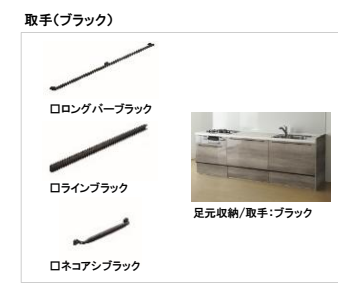 取手(ブラック)
□ロングバーブラック
□ラインブラック
足元収納/取手:ブラック
□ネコアシブラック